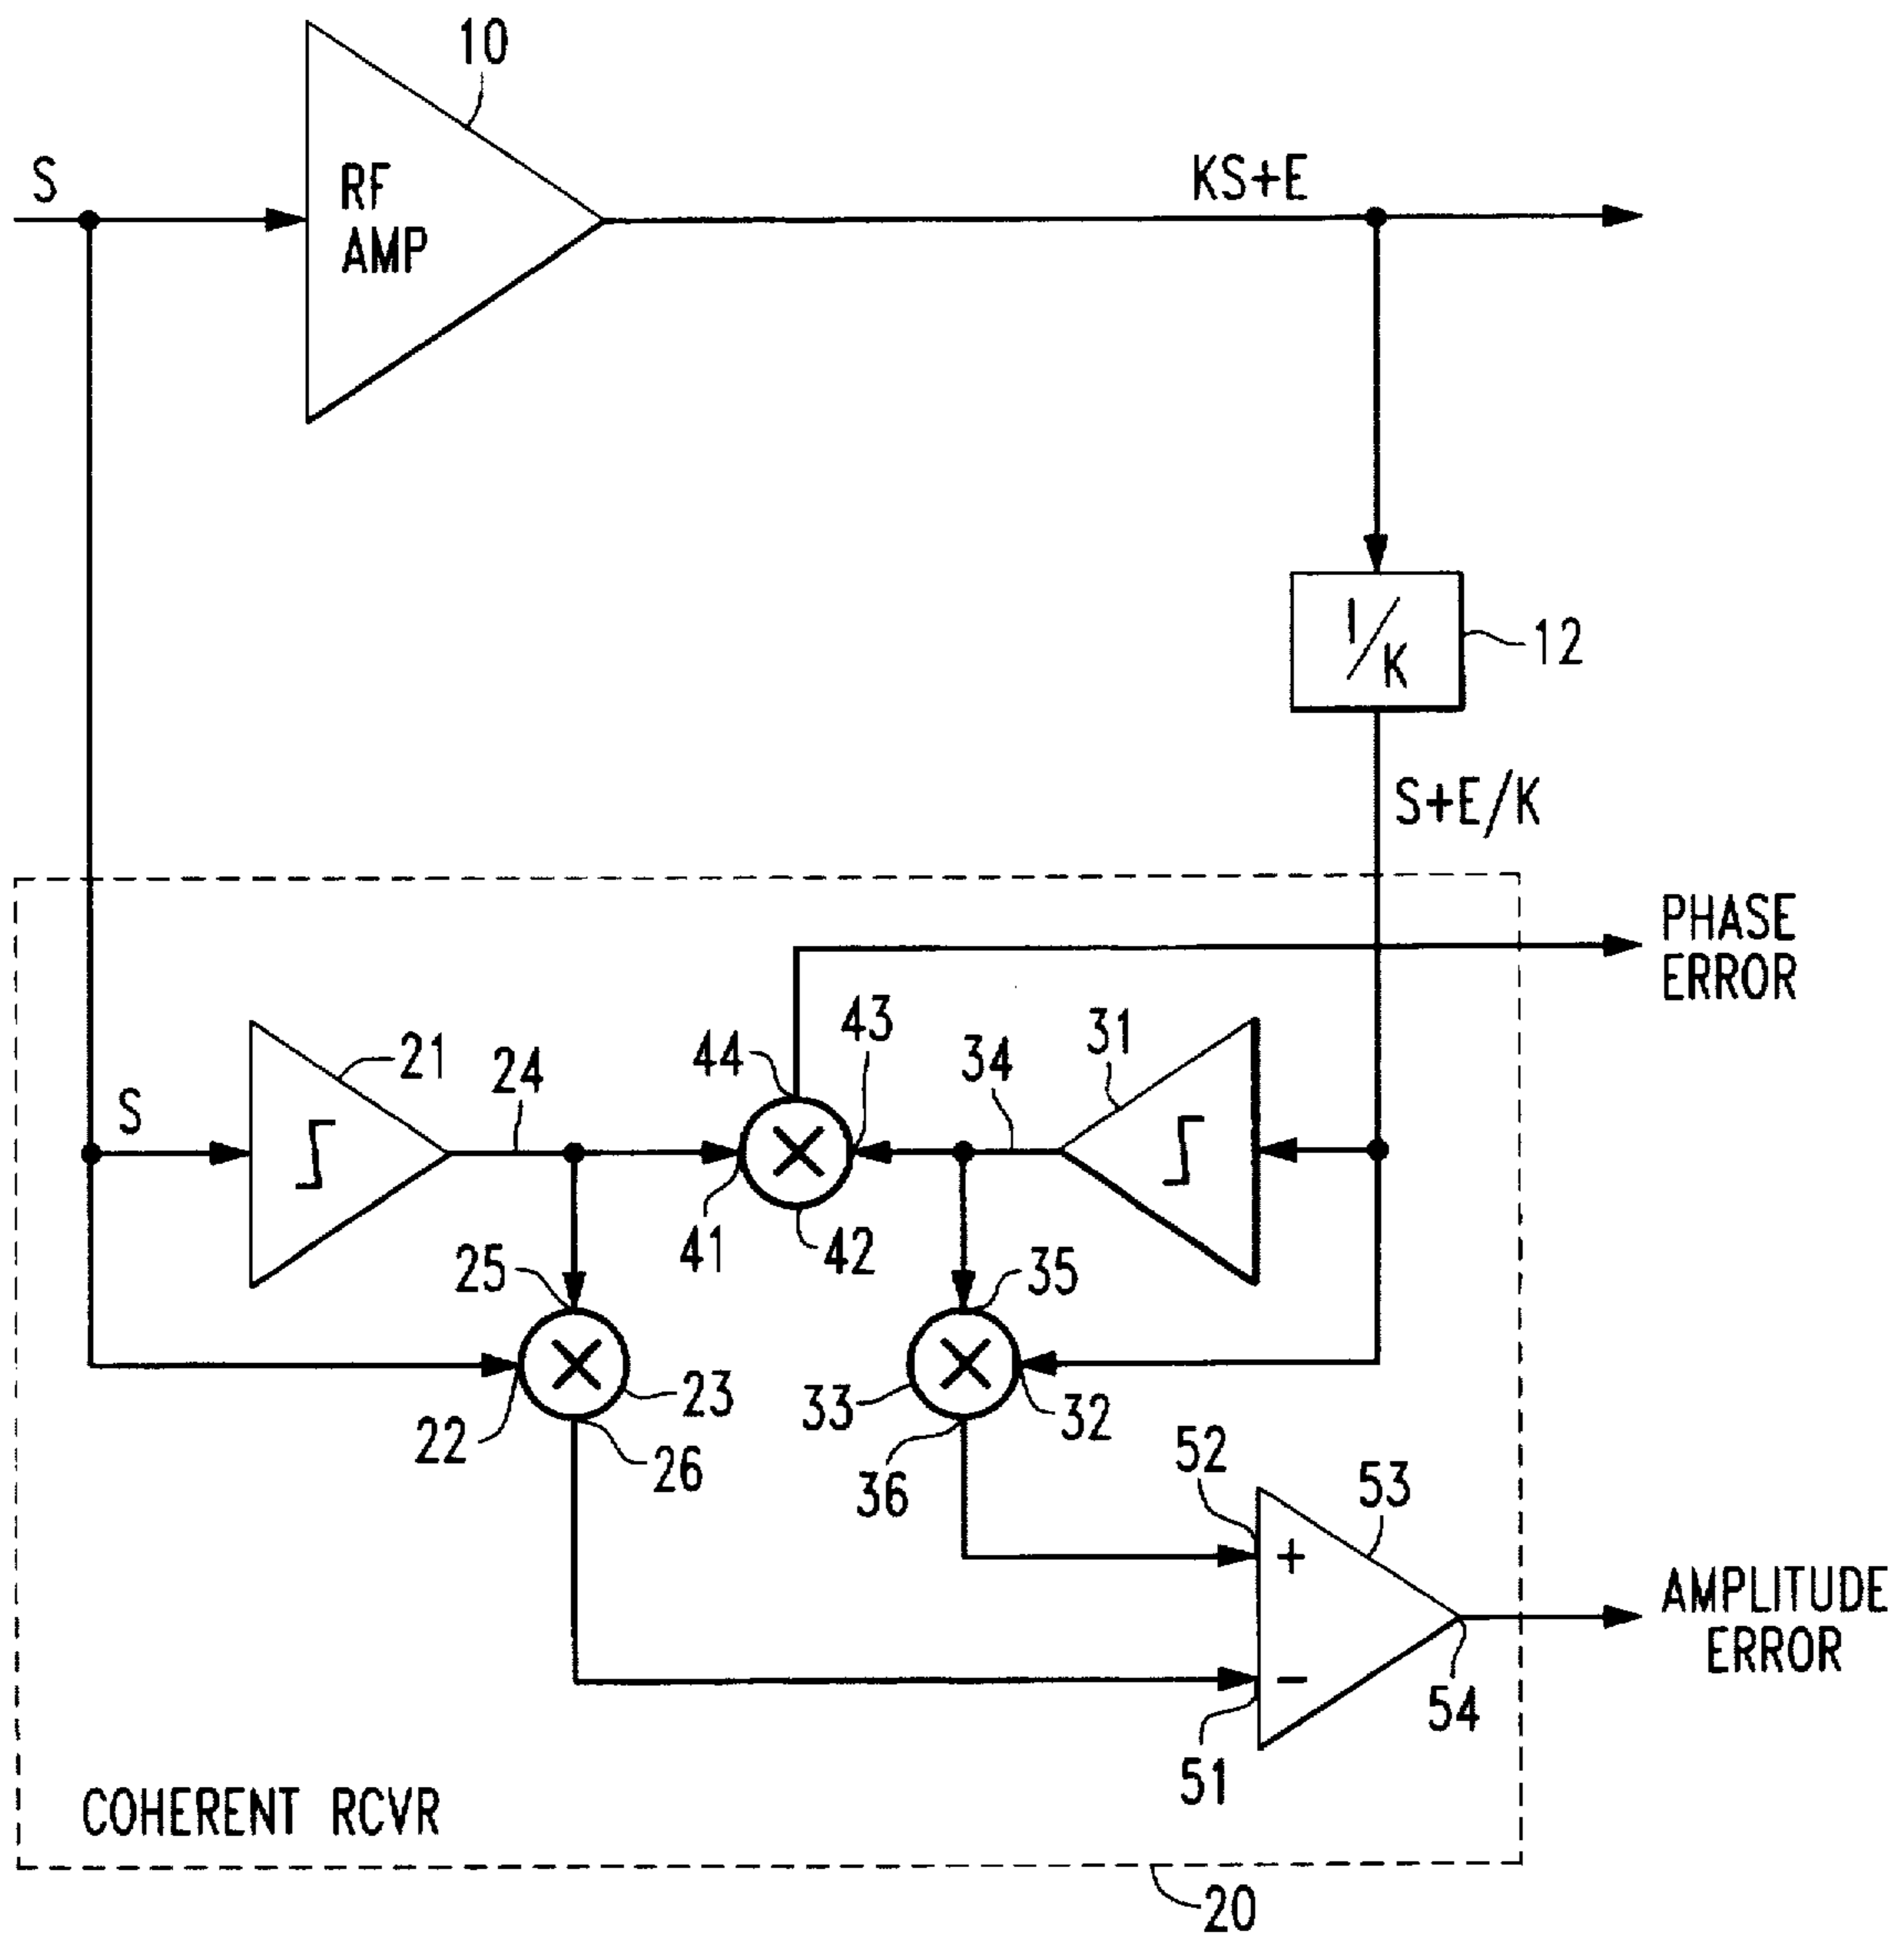 10
S
RF
AMP
KS+E
1/K
12
S+E/K
PHASE
ERROR
21
24
44
43
34
31
S
41
42
25
35
22
23
26
33
32
36
52
53
+
AMPLITUDE
ERROR
−
54
51
COHERENT RCVR
20